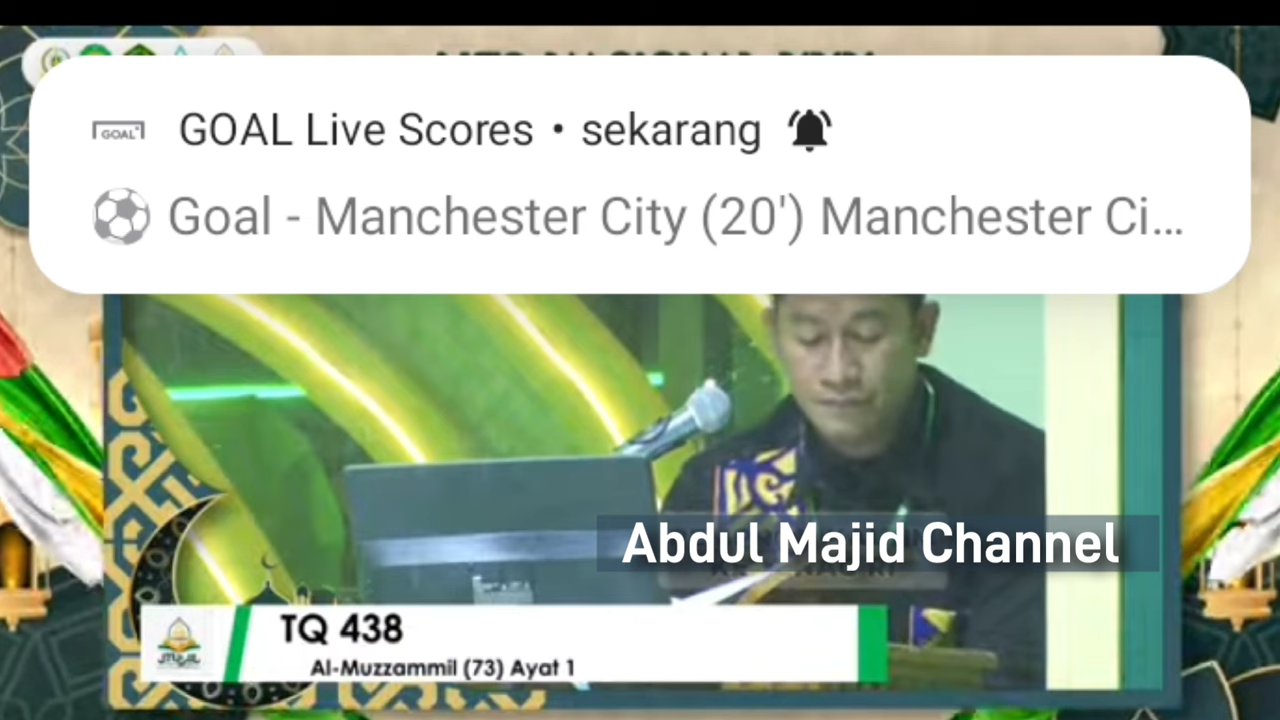 GOAL
GOAL Live Scores • sekarang
Goal - Manchester City (20') Manchester Ci...
Abdul Majid Channel
TQ 438
Al-Muzzammil (73) Ayat 1